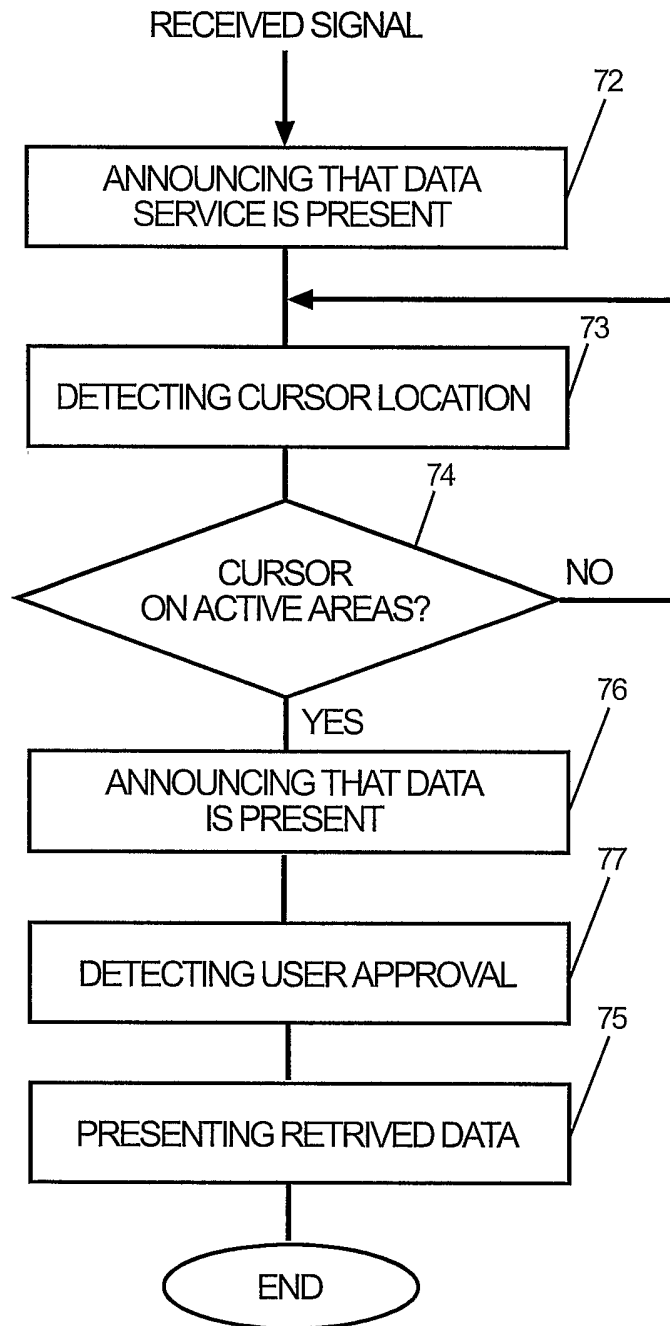 RECEIVED SIGNAL
72
ANNOUNCING THAT DATA
SERVICE IS PRESENT
73
DETECTING CURSOR LOCATION
74
CURSOR
ON ACTIVE AREAS?
NO
YES
76
ANNOUNCING THAT DATA
IS PRESENT
77
DETECTING USER APPROVAL
75
PRESENTING RETRIVED DATA
END